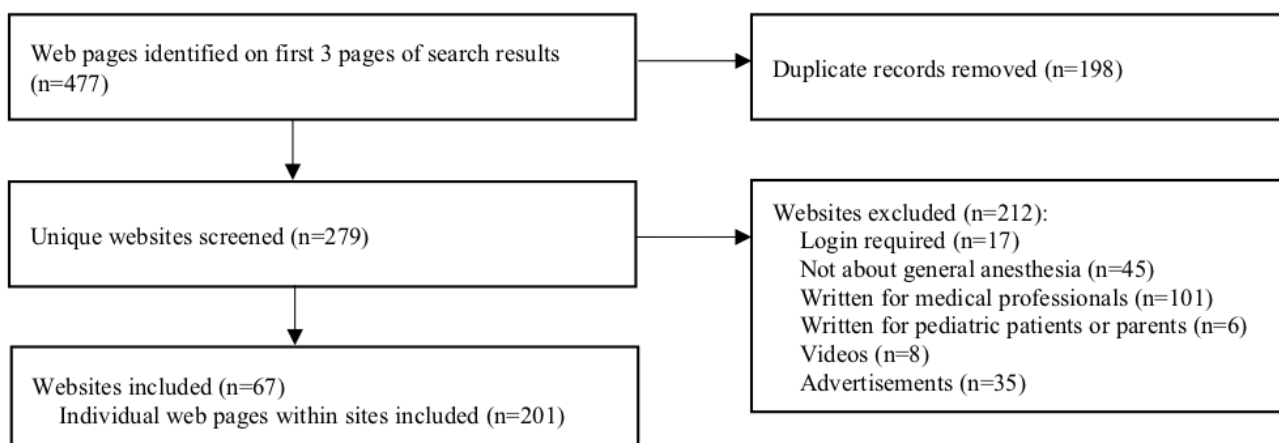 Web pages identified on first 3 pages of search results
(n=477)
Duplicate records removed (n=198)
Unique websites screened (n=279)
Websites excluded (n=212):
Login required (n=17)
Not about general anesthesia (n=45)
Written for medical professionals (n=101)
Written for pediatric patients or parents (n=6)
Videos (n=8)
Advertisements (n=35)
Websites included (n=67)
Individual web pages within sites included (n=201)